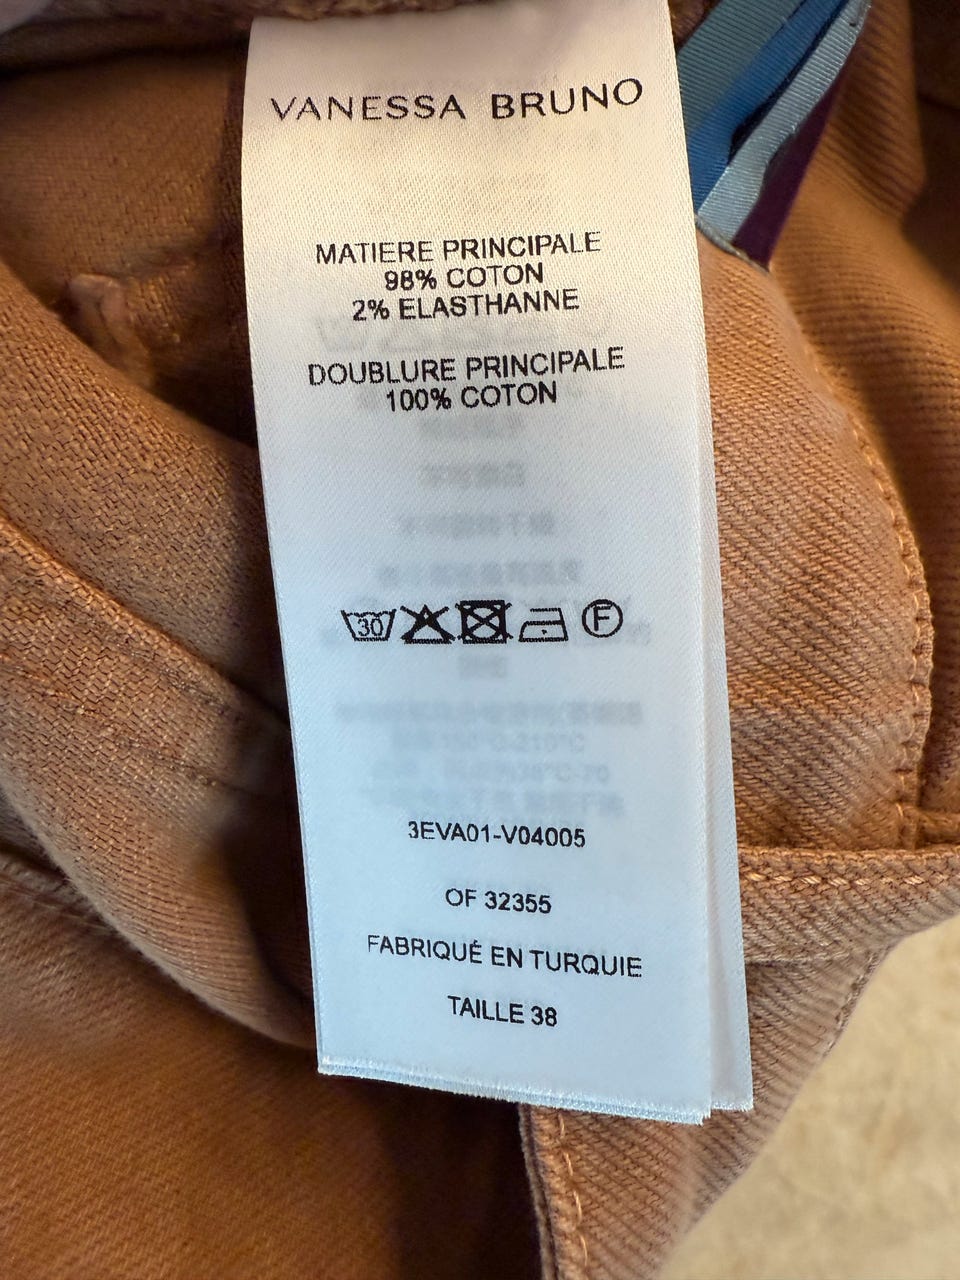 VANESSA BRUNO
MATIERE PRINCIPALE
98% COTON
2% ELASTHANNE
DOUBLURE PRINCIPALE
100% COTON
30 F
3EVA01-V04005
OF 32355
FABRIQUÉ EN TURQUIE
TAILLE 38